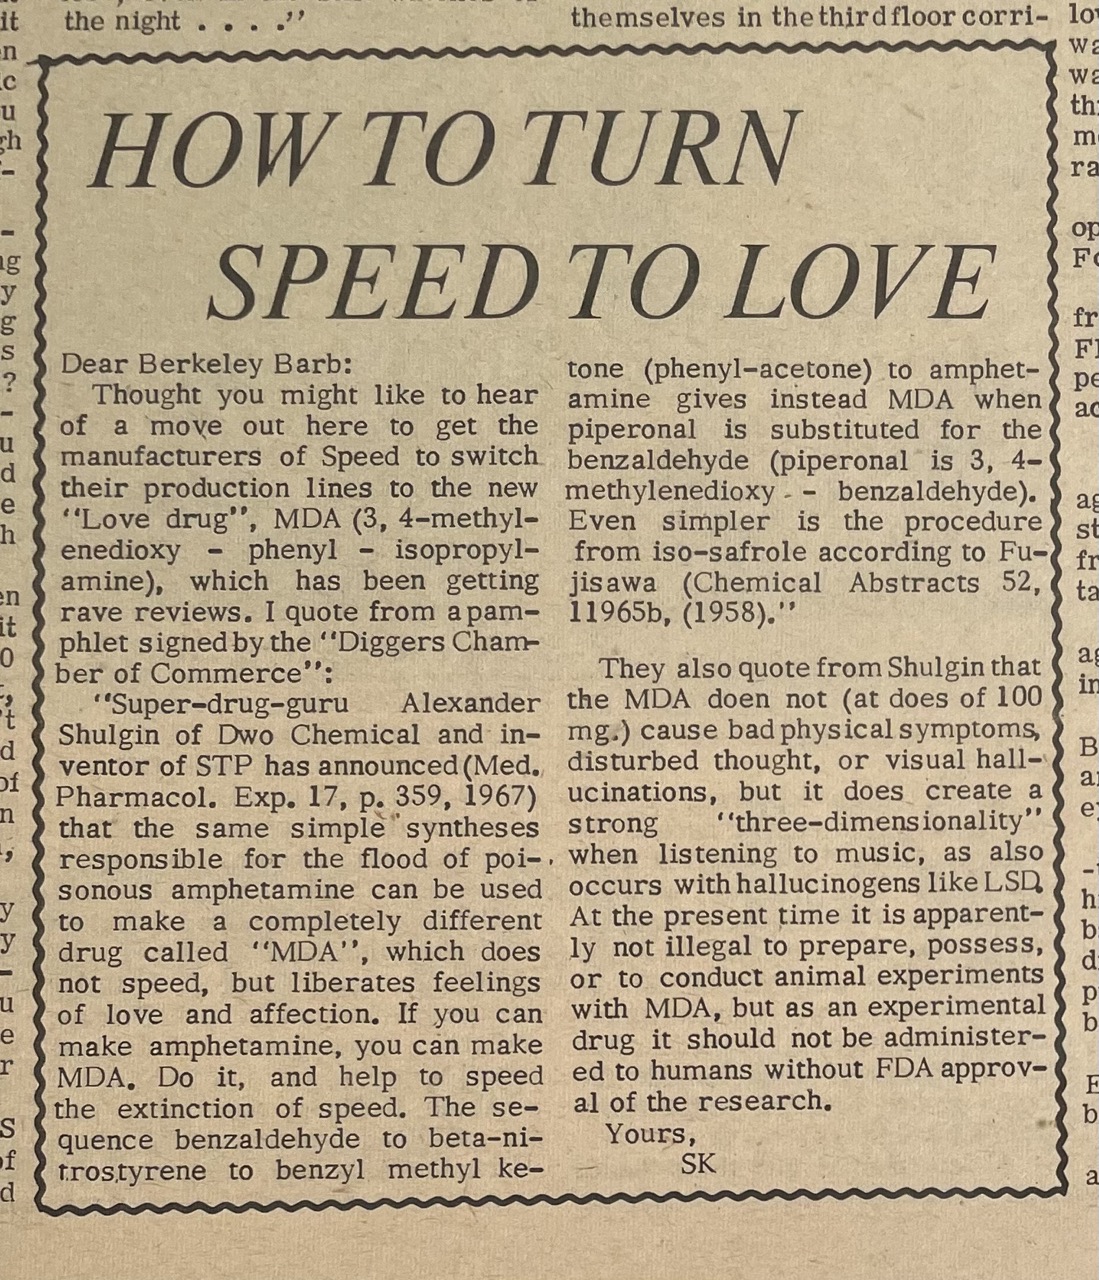 the night . . . ."
themselves in the third floor corri-
HOW TO TURN
SPEED TO LOVE
Dear Berkeley Barb:
Thought you might like to hear
of a move out here to get the
manufacturers of Speed to switch
their production lines to the new
"Love drug", MDA (3, 4-methyl-
enedioxy - phenyl - isopropyl-
amine), which has been getting
rave reviews. I quote from a pam-
phlet signed by the "Diggers Cham-
ber of Commerce":
"Super-drug-guru Alexander
Shulgin of Dwo Chemical and in-
ventor of STP has announced (Med.
Pharmacol. Exp. 17, p. 359, 1967)
that the same simple syntheses
responsible for the flood of poi-
sonous amphetamine can be used
to make a completely different
drug called "MDA", which does
not speed, but liberates feelings
of love and affection. If you can
make amphetamine, you can make
MDA. Do it, and help to speed
the extinction of speed. The se-
quence benzaldehyde to beta-ni-
trostyrene to benzyl methyl ke-
tone (phenyl-acetone) to amphet-
amine gives instead MDA when
piperonal is substituted for the
benzaldehyde (piperonal is 3, 4-
methylenedioxy - - benzaldehyde).
Even simpler is the procedure
from iso-safrole according to Fu-
jisawa (Chemical Abstracts 52,
11965b, (1958)."
They also quote from Shulgin that
the MDA doen not (at does of 100
mg.) cause bad physical symptoms,
disturbed thought, or visual hall-
ucinations, but it does create a
strong "three-dimensionality"
when listening to music, as also
occurs with hallucinogens like LSD.
At the present time it is apparent-
ly not illegal to prepare, possess,
or to conduct animal experiments
with MDA, but as an experimental
drug it should not be administer-
ed to humans without FDA approv-
al of the research.
Yours,
SK